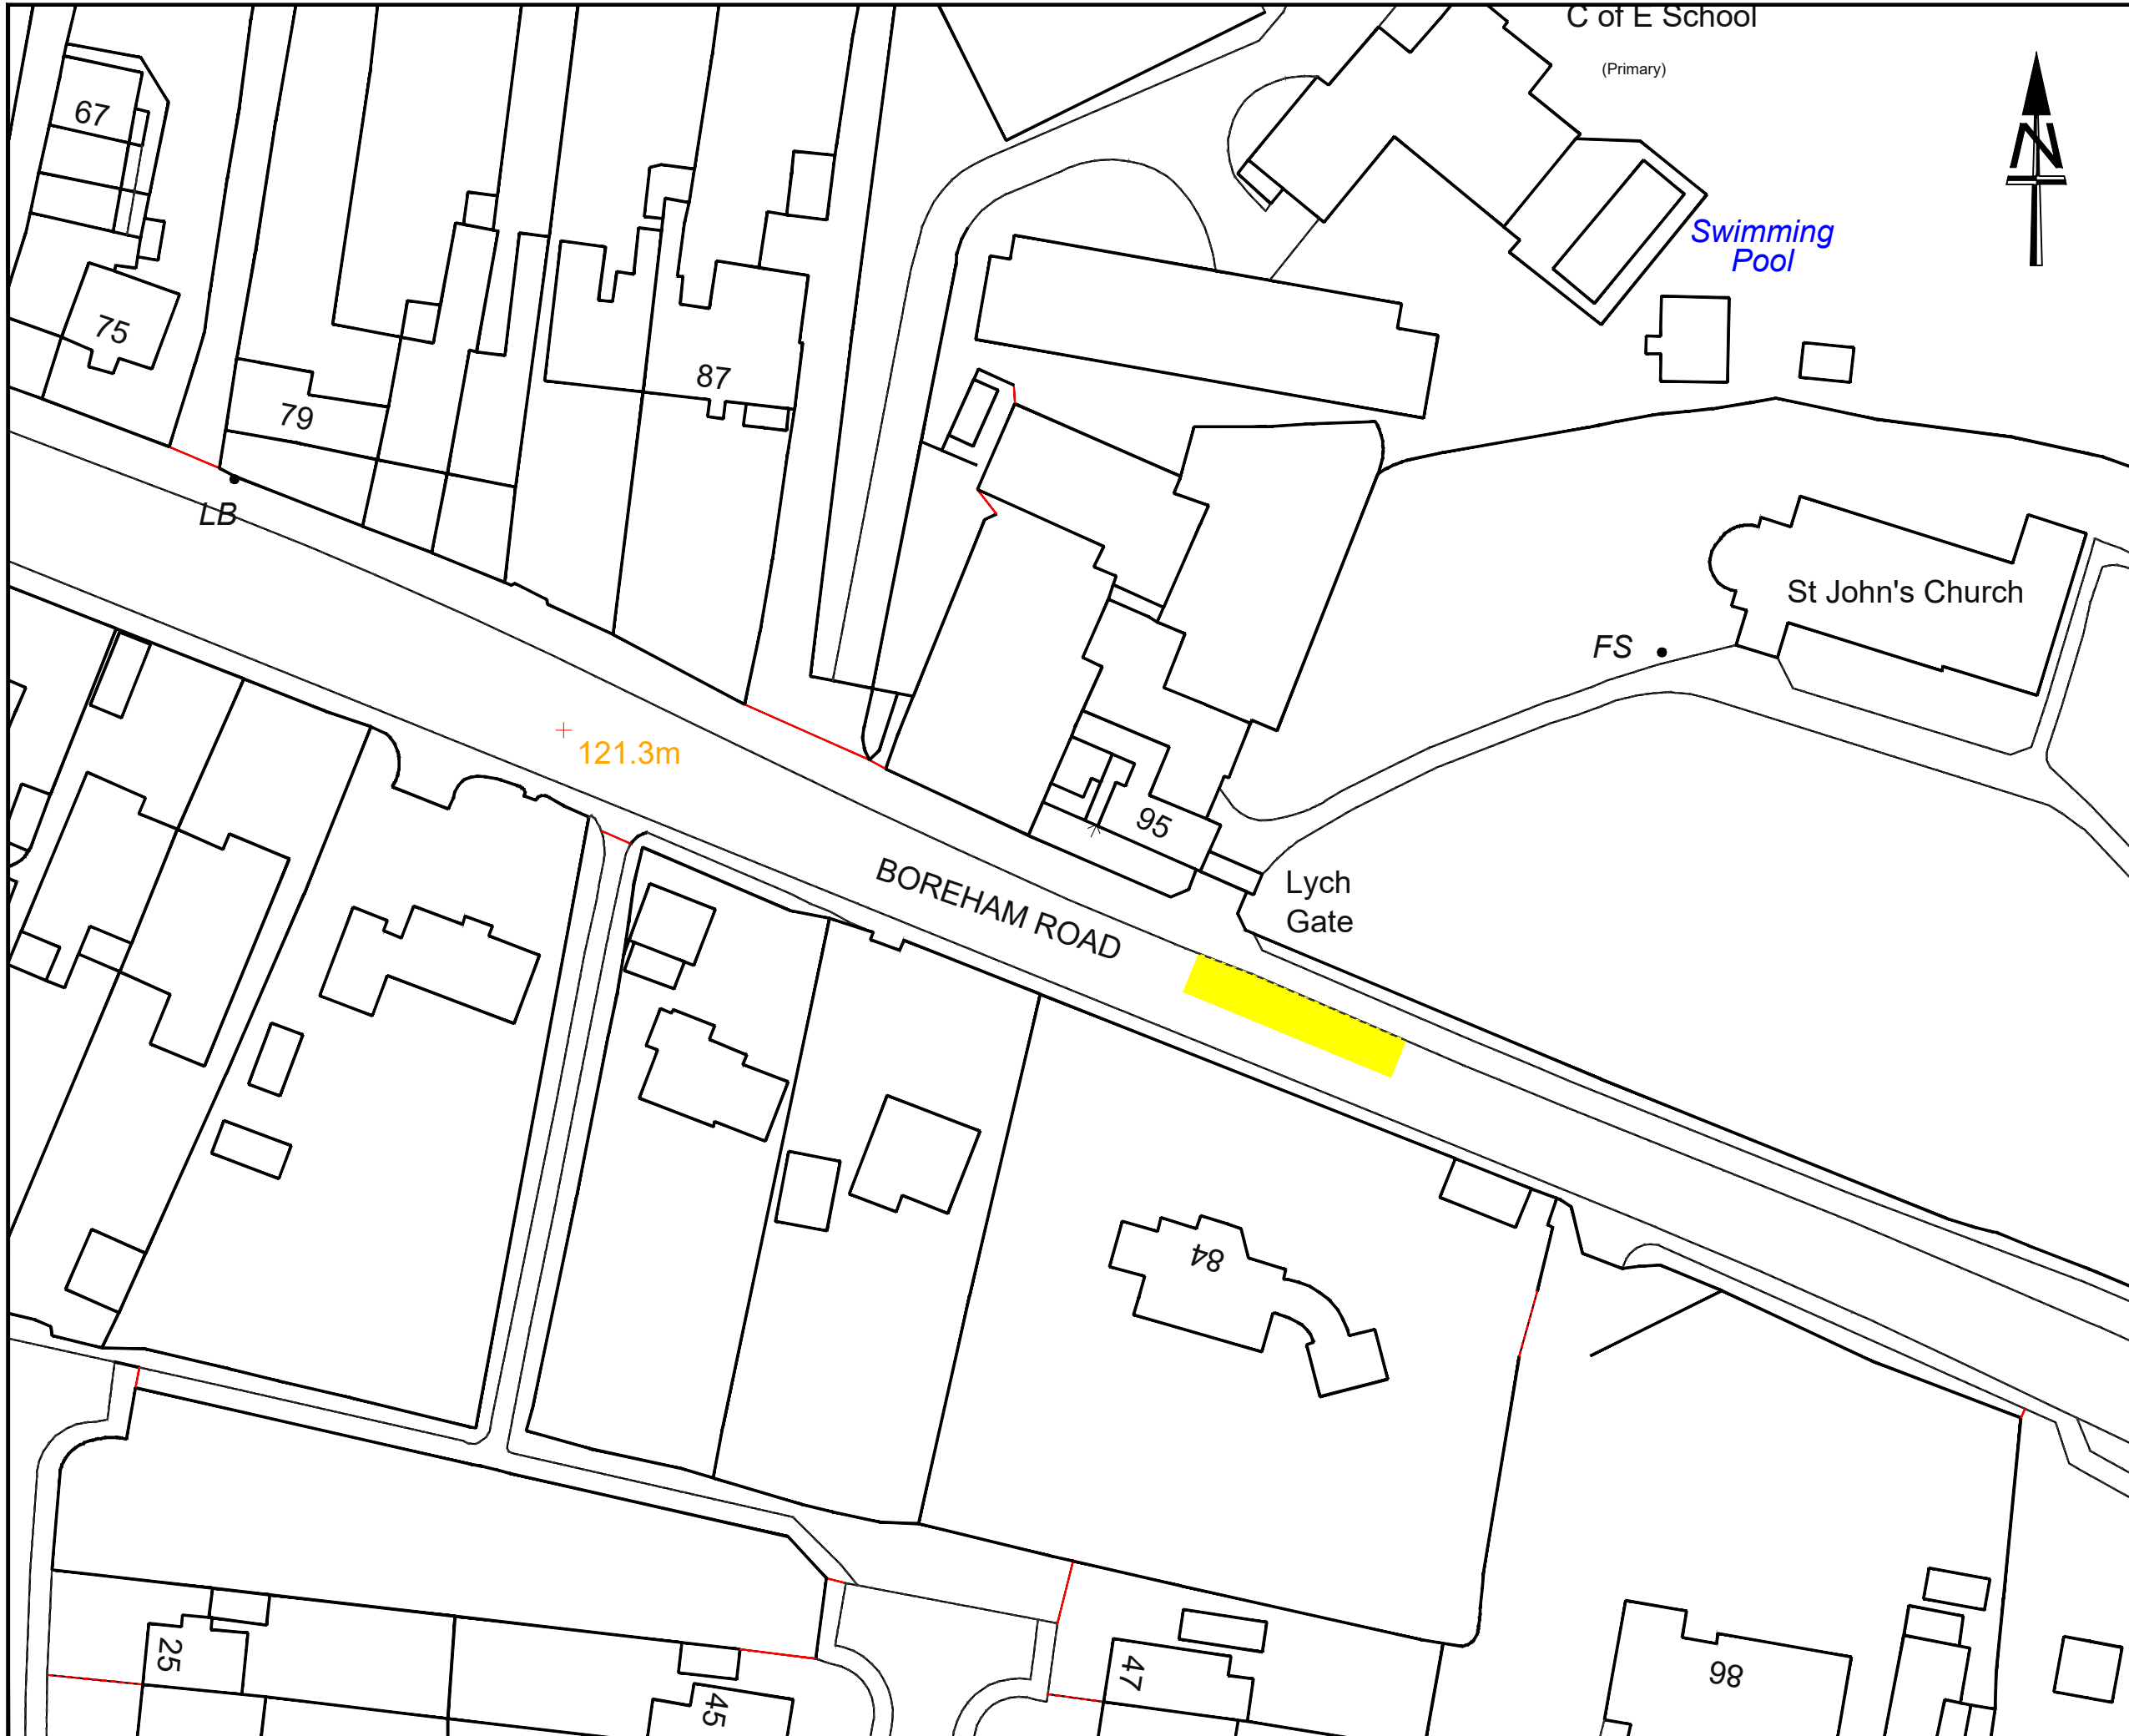 C of E School
(Primary)
N
67
Swimming
Pool
75
87
79
LB
St John's Church
FS
121.3m
95
BOREHAM ROAD
Lych
Gate
84
25
47
86
45